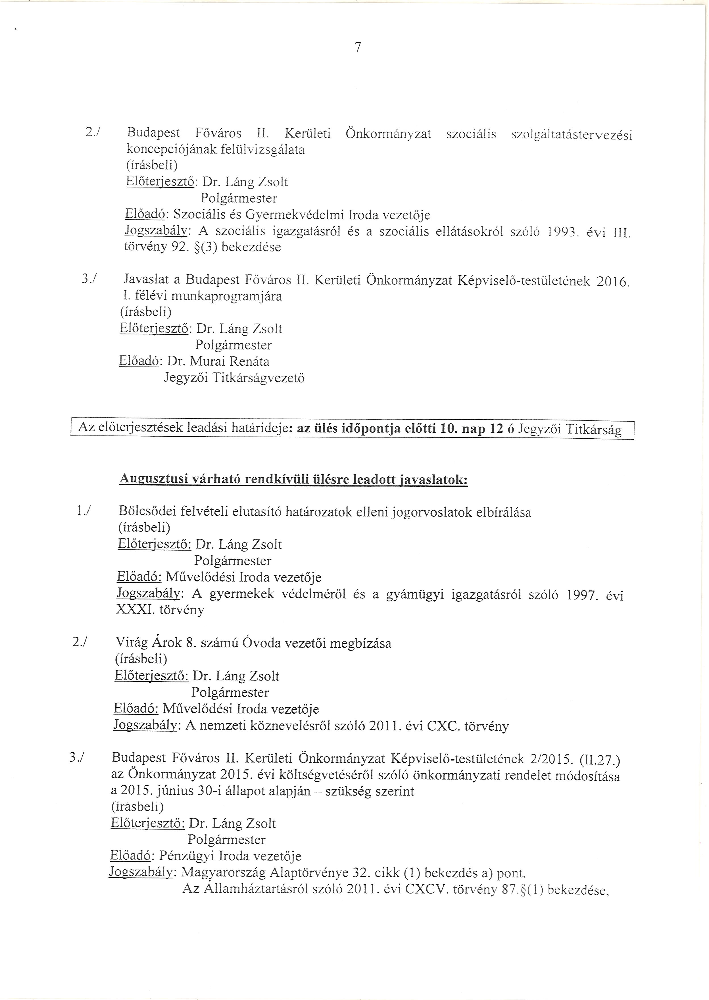 7
2./ Budapest Főváros II. Kerületi Önkormányzat szociális szolgáltatástervezési
koncepciójának felülvizsgálata
(írásbeli)
Előterjesztő: Dr. Láng Zsolt
Polgármester
Előadó: Szociális és Gyermekvédelmi Iroda vezetője
Jogszabály: A szociális igazgatásról és a szociális ellátásokról szóló 1993. évi III.
törvény 92. §(3) bekezdése
3./ Javaslat a Budapest Főváros II. Kerületi Önkormányzat Képviselő-testületének 2016.
I. félévi munkaprogramjára
(írásbeli)
Előterjesztő: Dr. Láng Zsolt
Polgármester
Előadó: Dr. Murai Renáta
Jegyzői Titkárságvezető
Az előterjesztések leadási határideje: az ülés időpontja előtti 10. nap 12 ó Jegyzői Titkárság
Augusztusi várható rendkívüli ülésre leadott javaslatok:
1./ Bölcsődei felvételi elutasító határozatok elleni jogorvoslatok elbírálása
(írásbeli)
Előterjesztő: Dr. Láng Zsolt
Polgármester
Előadó: Művelődési Iroda vezetője
Jogszabály: A gyermekek védelméről és a gyámügyi igazgatásról szóló 1997. évi
XXXI. törvény
2./ Virág Árok 8. számú Óvoda vezetői megbízása
(írásbeli)
Előterjesztő: Dr. Láng Zsolt
Polgármester
Előadó: Művelődési Iroda vezetője
Jogszabály: A nemzeti köznevelésről szóló 2011. évi CXC. törvény
3./ Budapest Főváros II. Kerületi Önkormányzat Képviselő-testületének 2/2015. (II.27.)
az Önkormányzat 2015. évi költségvetéséről szóló önkormányzati rendelet módosítása
a 2015. június 30-i állapot alapján – szükség szerint
(írásbeli)
Előterjesztő: Dr. Láng Zsolt
Polgármester
Előadó: Pénzügyi Iroda vezetője
Jogszabály: Magyarország Alaptörvénye 32. cikk (1) bekezdés a) pont,
Az Államháztartásról szóló 2011. évi CXCV. törvény 87.§(1) bekezdése,